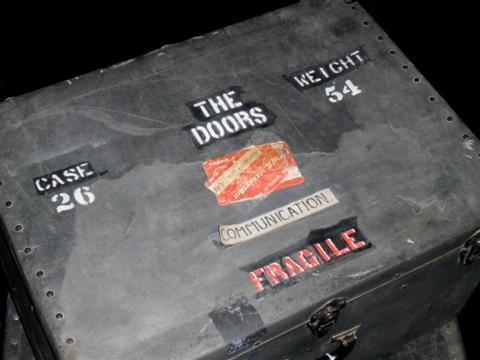 WEIGHT
54
THE
DOORS
CASE
26
COMMUNICATION
FRAGILE